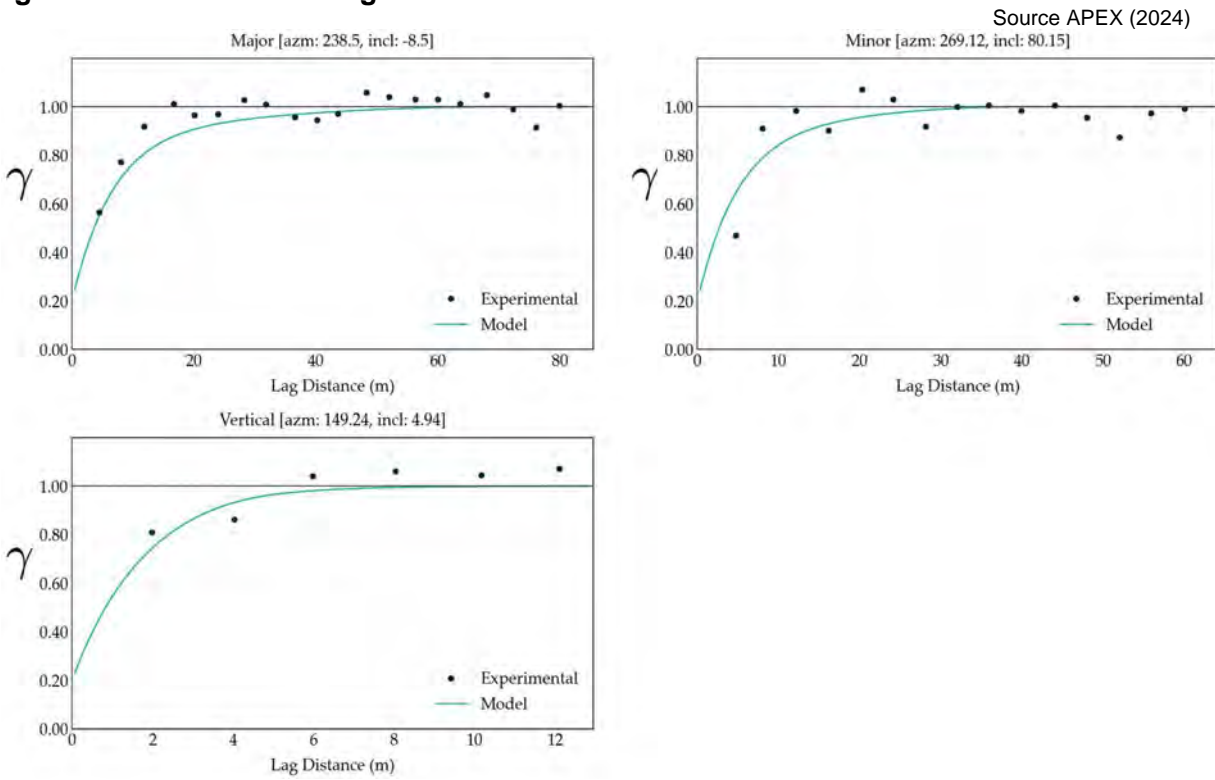 Source APEX (2024)
Major [azm: 238.5, incl: -8.5]
γ
1.00
0.80
0.60
0.40
0.20
0.00
0 20 40 60 80
Lag Distance (m)
Experimental
Model
Minor [azm: 269.12, incl: 80.15]
γ
1.00
0.80
0.60
0.40
0.20
0.00
0 10 20 30 40 50 60
Lag Distance (m)
Experimental
Model
Vertical [azm: 149.24, incl: 4.94]
γ
1.00
0.80
0.60
0.40
0.20
0.00
0 2 4 6 8 10 12
Lag Distance (m)
Experimental
Model